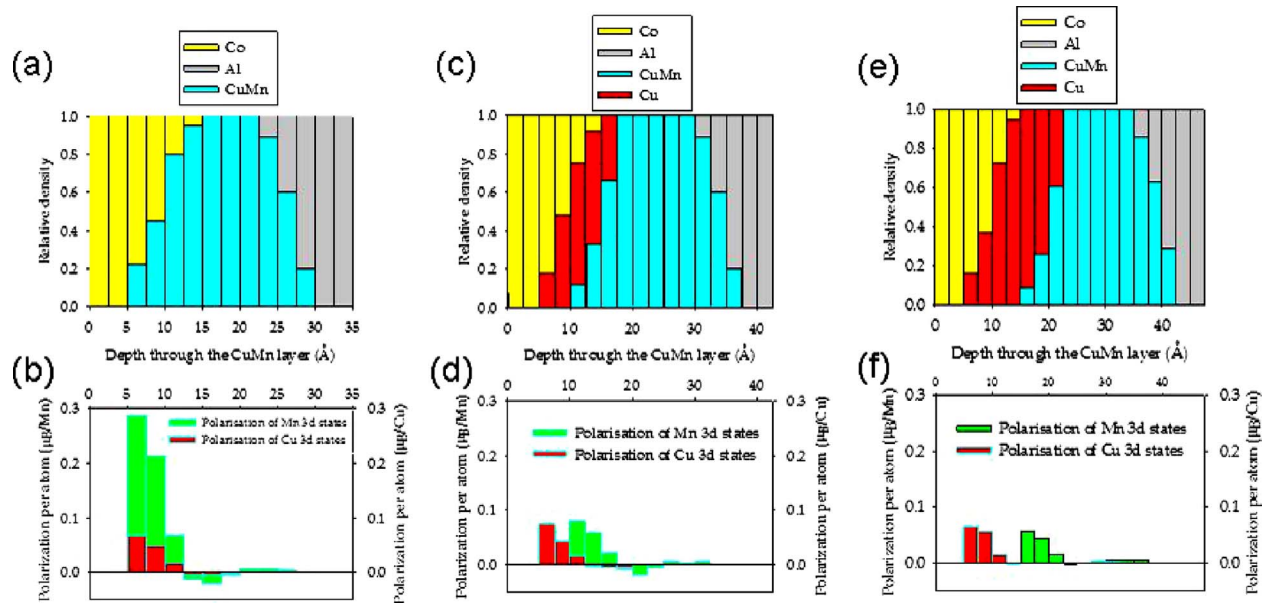 (a)
Co
Al
CuMn
1.0
0.8
0.6
0.4
0.2
0.0
Relative density
0 5 10 15 20 25 30 35
Depth through the CuMn layer (Å)
(c)
Co
Al
CuMn
Cu
1.0
0.8
0.6
0.4
0.2
0.0
Relative density
0 10 20 30 40
Depth through the CuMn layer (Å)
(e)
Co
Al
CuMn
Cu
1.0
0.8
0.6
0.4
0.2
0.0
Relative density
0 10 20 30 40
Depth through the CuMn layer (Å)
(b)
0 5 10 15 20 25 30 35
0.3
0.2
0.1
0.0
Polarization per atom (μB/Mn)
Polarisation of Mn 3d states
Polarisation of Cu 3d states
0.3
0.2
0.1
0.0
Polarization per atom (μB/Cu)
(d)
0 10 20 30 40
0.3
0.2
0.1
0.0
Polarization per atom (μB/Mn)
Polarisation of Mn 3d states
Polarisation of Cu 3d states
0.3
0.2
0.1
0.0
Polarization per atom (μB/Cu)
(f)
0 10 20 30 40
0.3
0.2
0.1
0.0
Polarization per atom (μB/Mn)
Polarisation of Mn 3d states
Polarisation of Cu 3d states
0.3
0.2
0.1
0.0
Polarization per atom (μB/Cu)